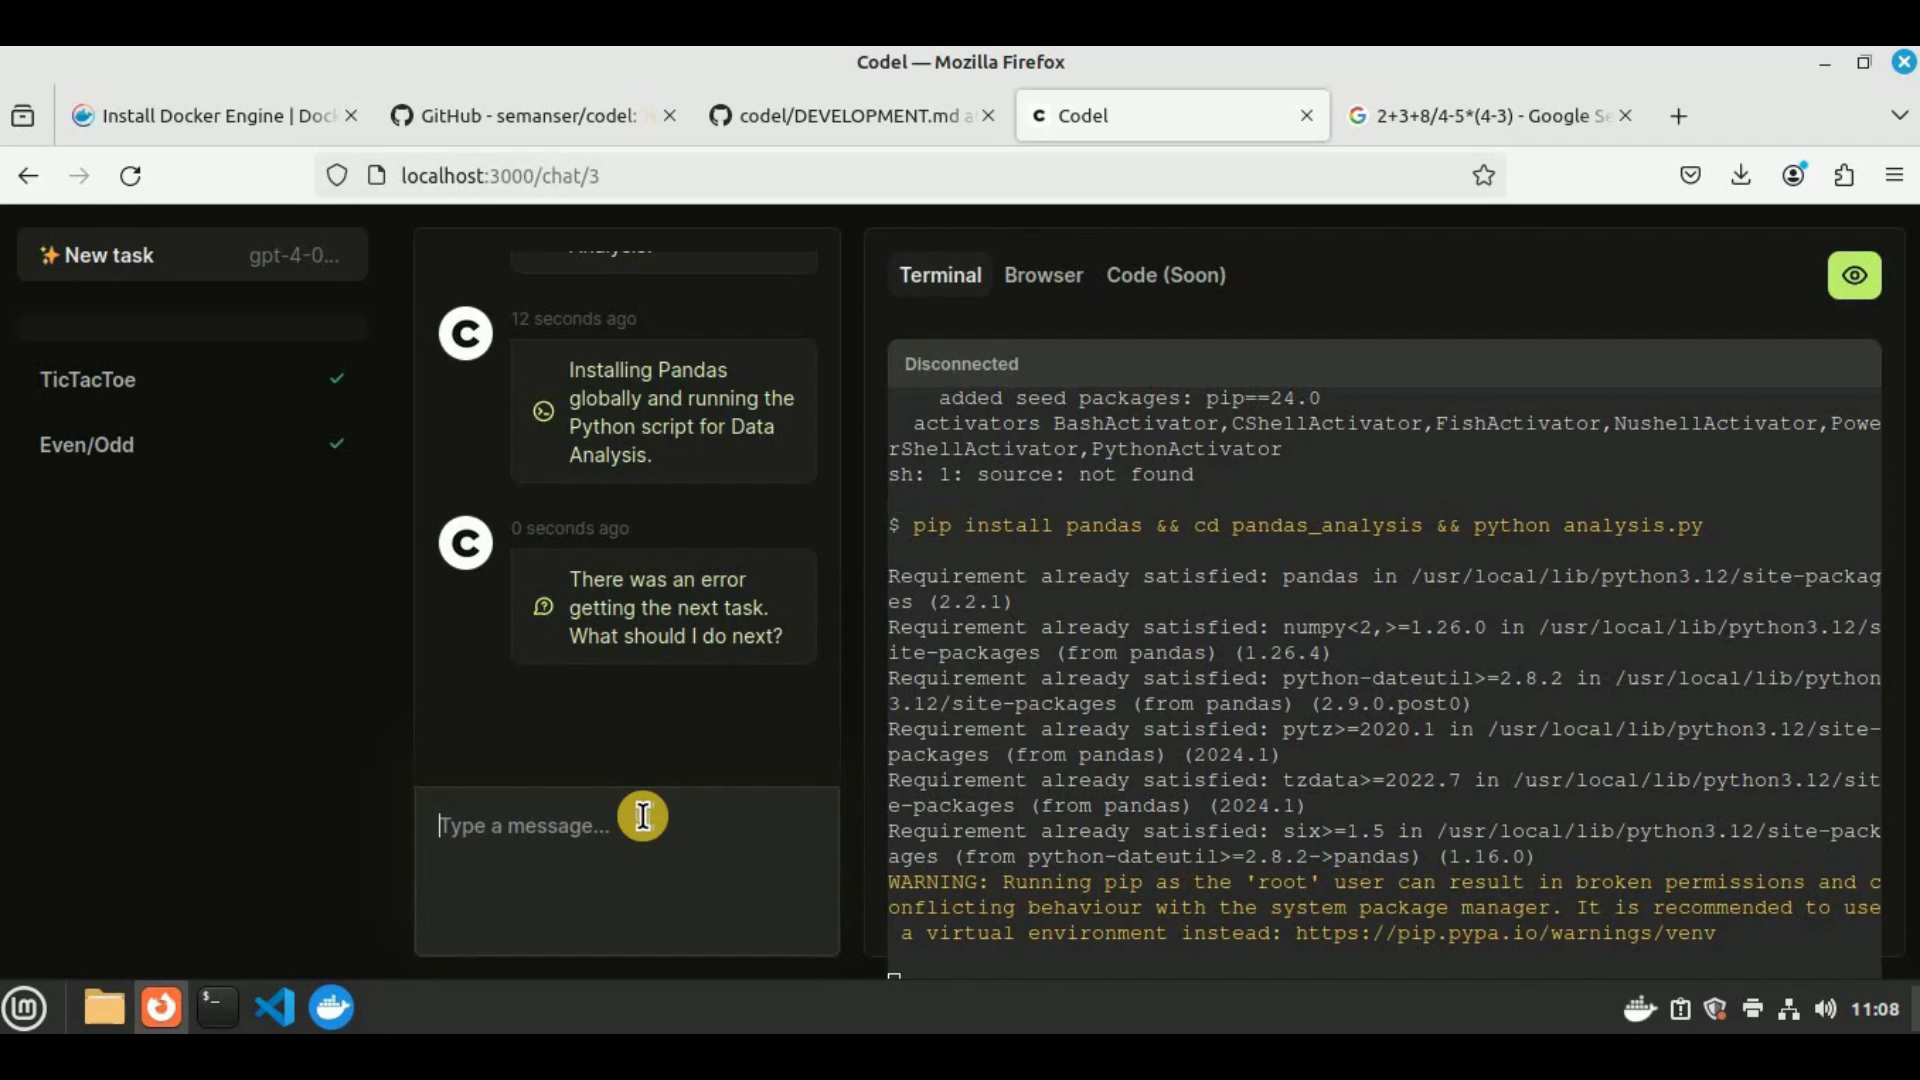 Codel — Mozilla Firefox
Install Docker Engine | Doc
GitHub - semanser/codel:
codel/DEVELOPMENT.md a
C Codel
2+3+8/4-5*(4-3) - Google Se
localhost:3000/chat/3
✨ New task
gpt-4-0...
TicTacToe
Even/Odd
C
12 seconds ago
Installing Pandas
globally and running the
Python script for Data
Analysis.
C
0 seconds ago
There was an error
getting the next task.
What should I do next?
Type a message...
Terminal
Browser
Code (Soon)
Disconnected
added seed packages: pip==24.0
activators BashActivator,CShellActivator,FishActivator,NushellActivator,Powe
rShellActivator,PythonActivator
sh: 1: source: not found
$ pip install pandas && cd pandas_analysis && python analysis.py
Requirement already satisfied: pandas in /usr/local/lib/python3.12/site-packag
es (2.2.1)
Requirement already satisfied: numpy<2,>=1.26.0 in /usr/local/lib/python3.12/s
ite-packages (from pandas) (1.26.4)
Requirement already satisfied: python-dateutil>=2.8.2 in /usr/local/lib/python
3.12/site-packages (from pandas) (2.9.0.post0)
Requirement already satisfied: pytz>=2020.1 in /usr/local/lib/python3.12/site-
packages (from pandas) (2024.1)
Requirement already satisfied: tzdata>=2022.7 in /usr/local/lib/python3.12/sit
e-packages (from pandas) (2024.1)
Requirement already satisfied: six>=1.5 in /usr/local/lib/python3.12/site-pack
ages (from python-dateutil>=2.8.2->pandas) (1.16.0)
WARNING: Running pip as the 'root' user can result in broken permissions and c
onflicting behaviour with the system package manager. It is recommended to use
a virtual environment instead: https://pip.pypa.io/warnings/venv
11:08